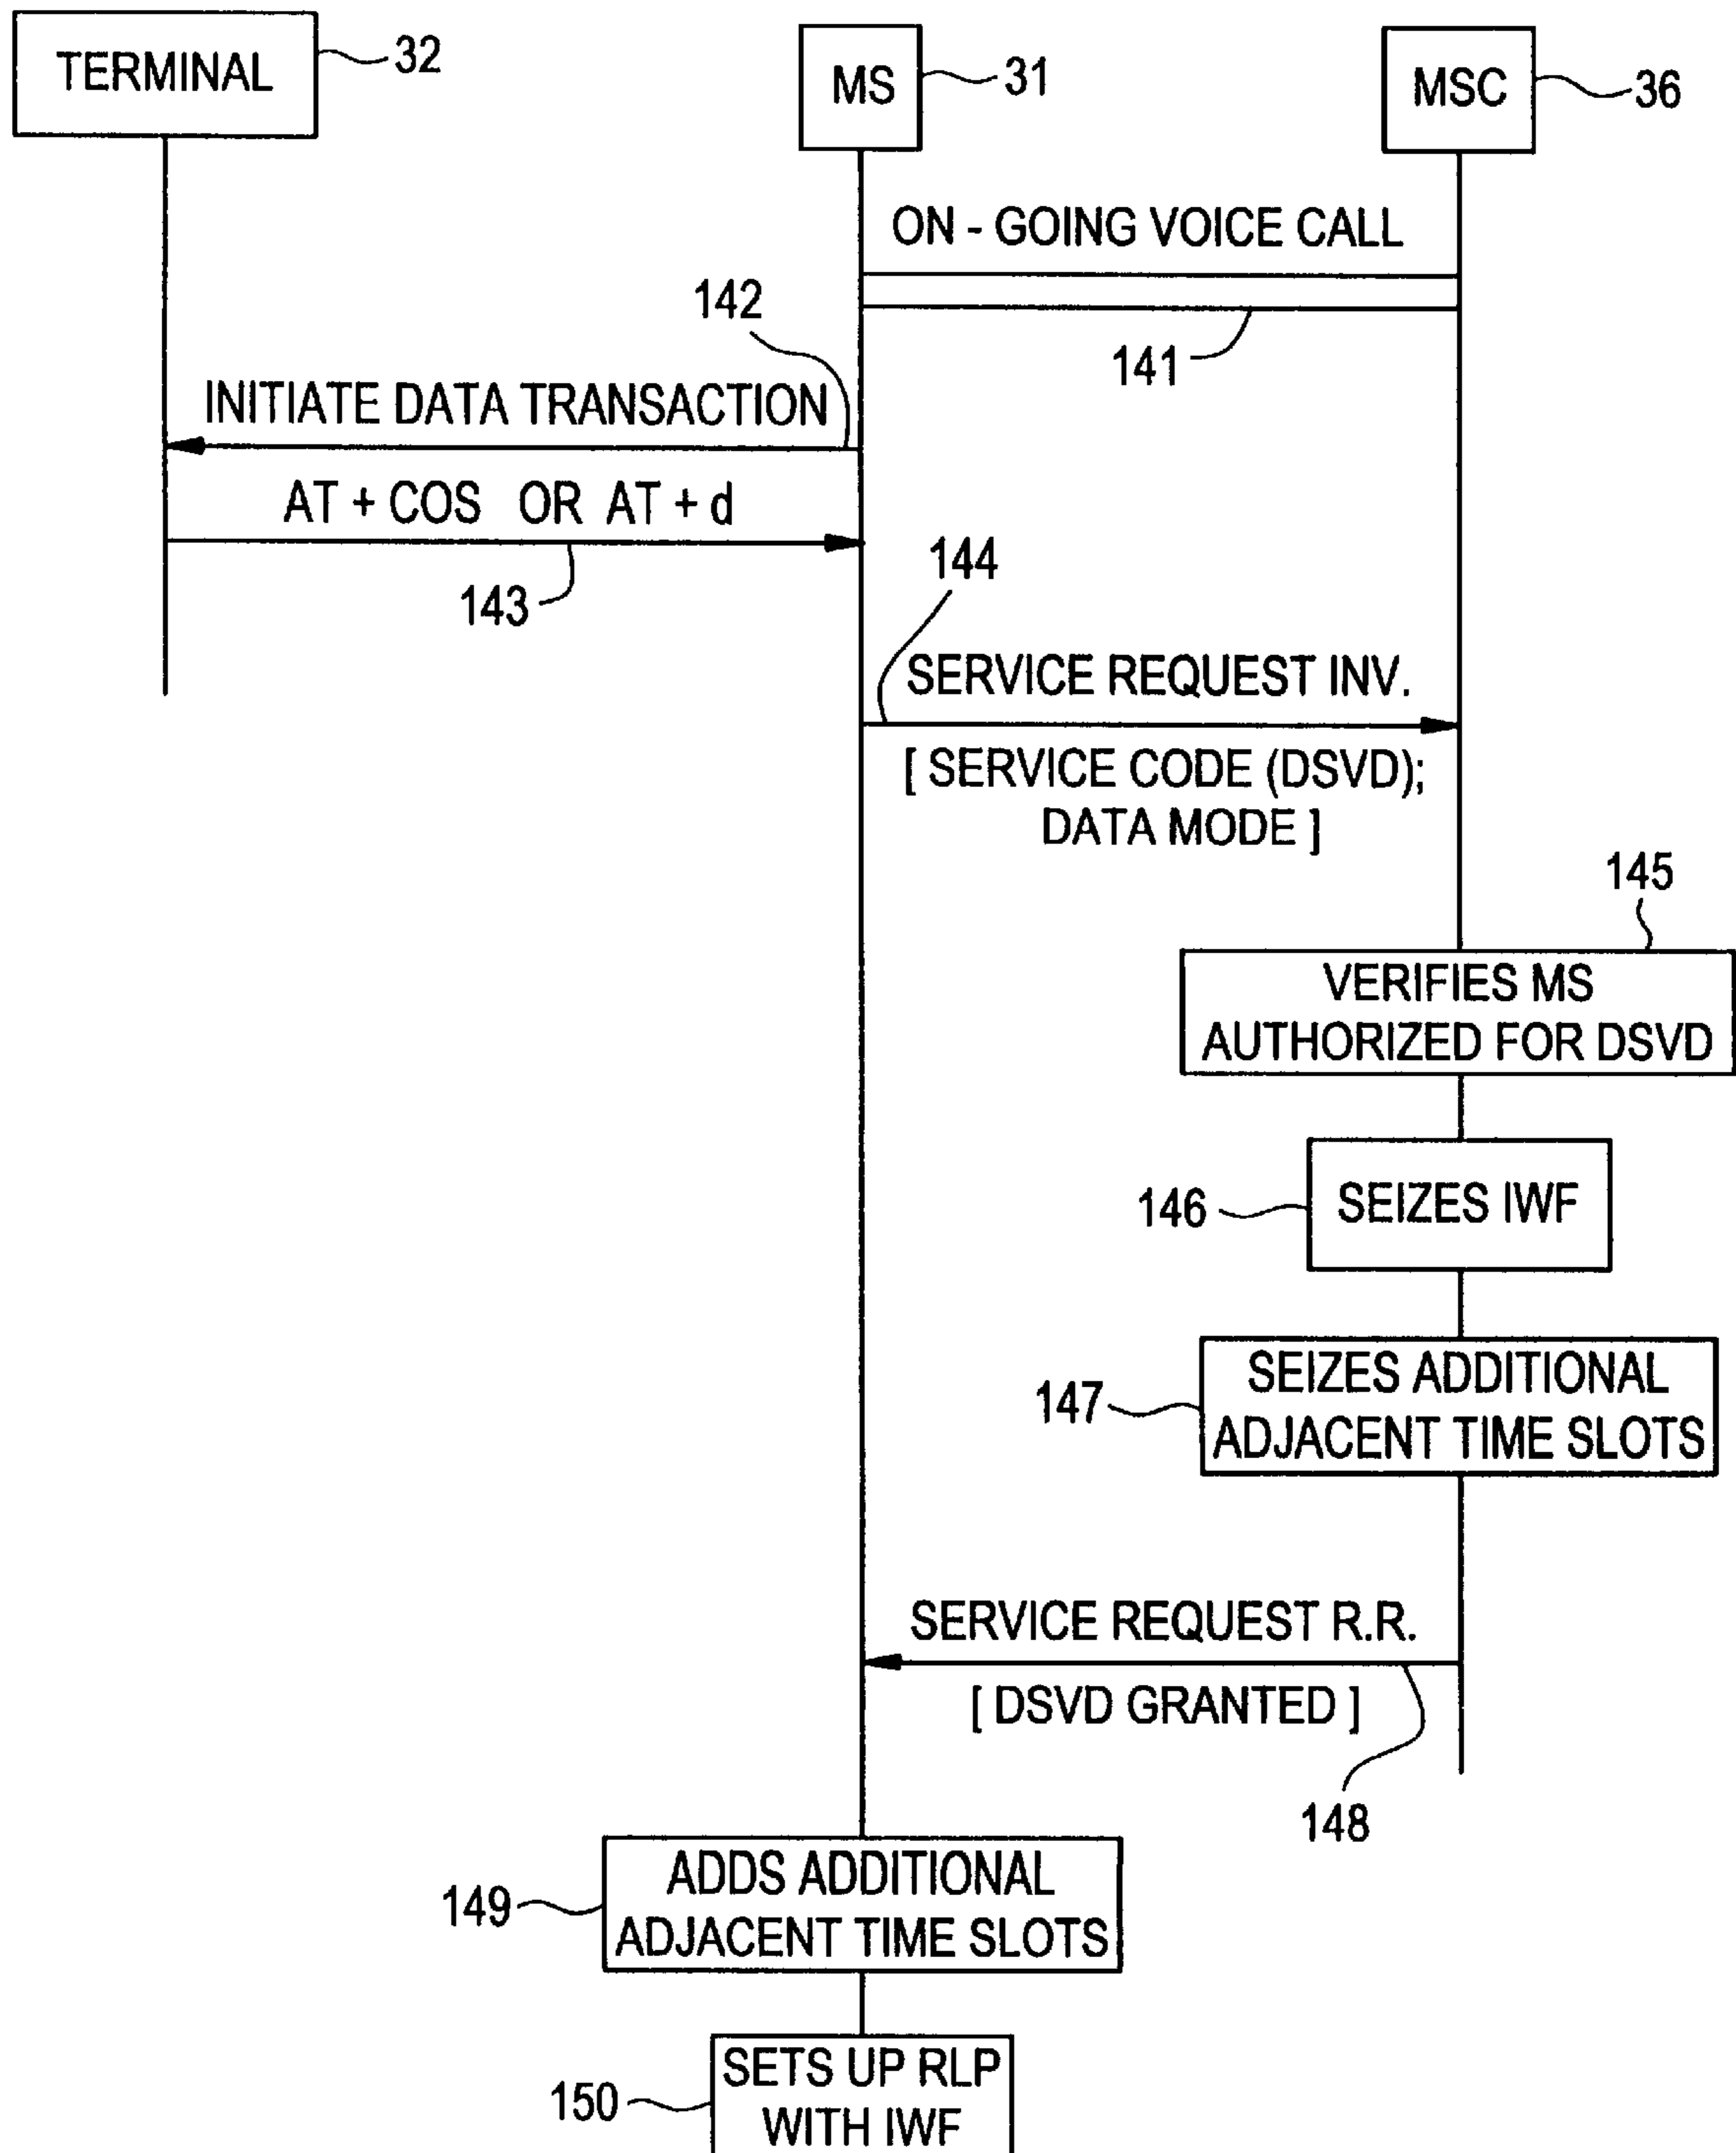 TERMINAL
32
MS
31
MSC
36
ON - GOING VOICE CALL
141
142
INITIATE DATA TRANSACTION
AT + COS OR AT + d
143
144
SERVICE REQUEST INV.
[ SERVICE CODE (DSVD);
DATA MODE ]
145
VERIFIES MS
AUTHORIZED FOR DSVD
146
SEIZES IWF
147
SEIZES ADDITIONAL
ADJACENT TIME SLOTS
SERVICE REQUEST R.R.
[ DSVD GRANTED ]
148
149
ADDS ADDITIONAL
ADJACENT TIME SLOTS
150
SETS UP RLP
WITH IWF